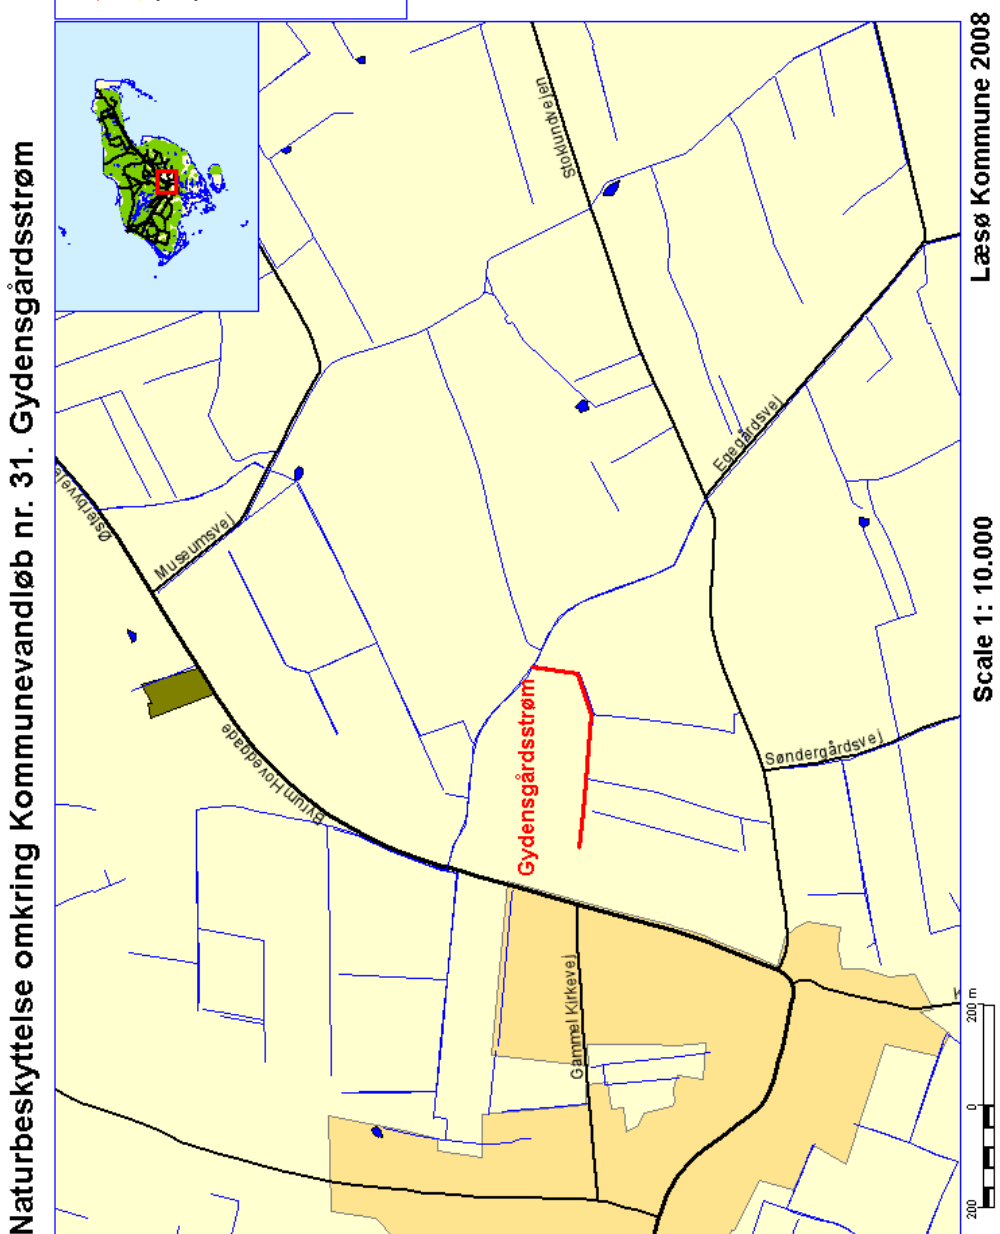 Naturbeskyttelse omkring Kommunevandløb nr. 31. Gydensgårdsstrøm
Stoklundvejen
Museumsvej
Egegårdsvej
Byrum Hovedgade
Gydensgårdsstrøm
Søndergårdsvej
Gammel Kirkevej
200
0
200 m
Scale 1: 10.000
Læsø Kommune 2008